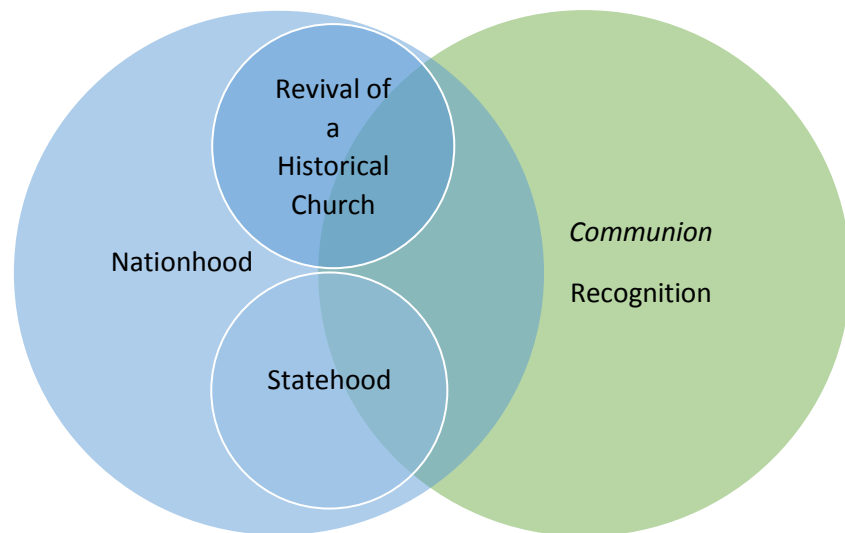 Revival of
a
Historical
Church
Nationhood
Communion
Recognition
Statehood